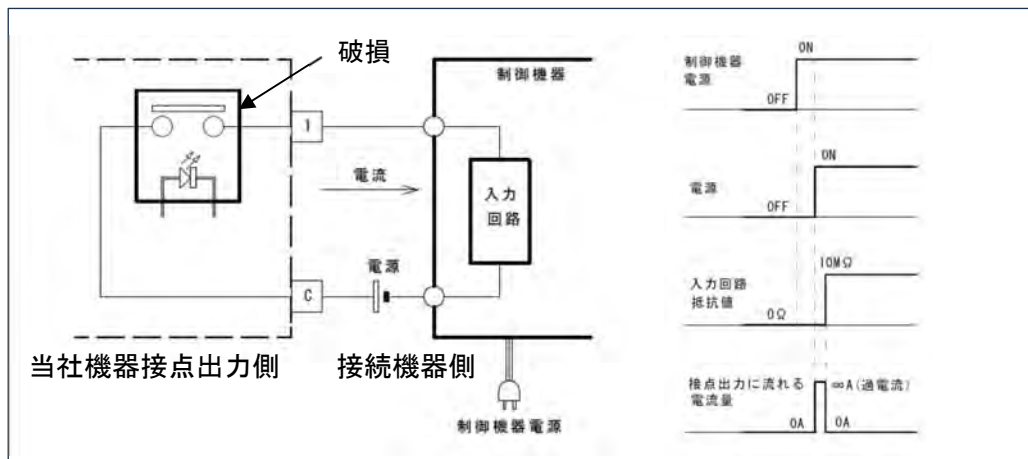 破損
制御機器
1
電流
入力
回路
電源
C
当社機器接点出力側
接続機器側
制御機器電源
制御機器
電源
ON
OFF
電源
ON
OFF
入力回路
抵抗値
10MΩ
0Ω
接点出力に流れる
電流量
∞A(過電流)
0A
0A